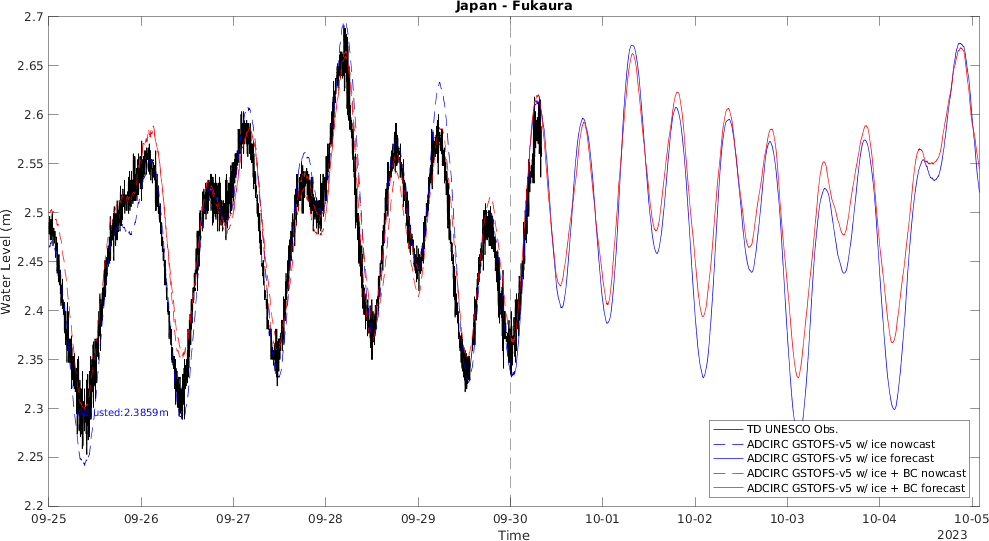 Japan - Fukaura
Water Level (m)
2.7
2.65
2.6
2.55
2.5
2.45
2.4
2.35
2.3
2.25
2.2
usted:2.3859m
TD UNESCO Obs.
ADCIRC GSTOFS-v5 w/ ice nowcast
ADCIRC GSTOFS-v5 w/ ice forecast
ADCIRC GSTOFS-v5 w/ ice + BC nowcast
ADCIRC GSTOFS-v5 w/ ice + BC forecast
09-25 09-26 09-27 09-28 09-29 09-30 10-01 10-02 10-03 10-04 10-05
Time
2023